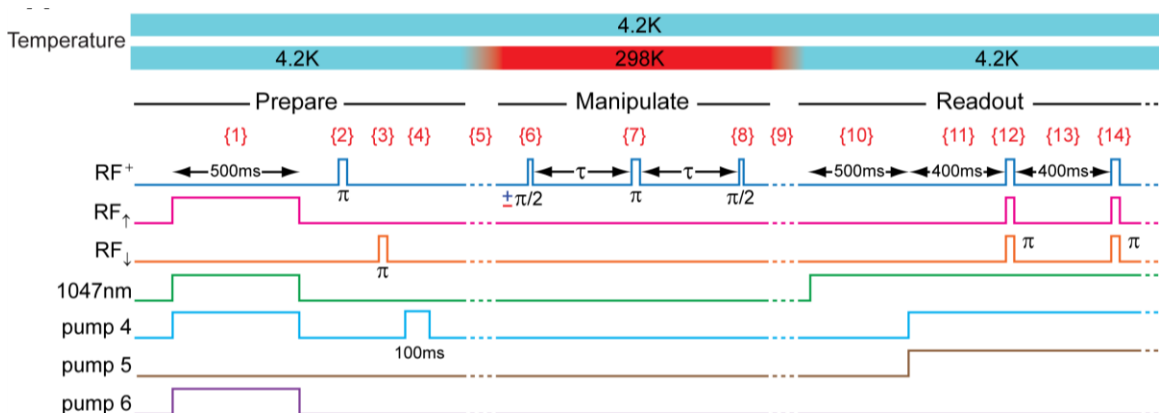 4.2K
Temperature
4.2K 298K 4.2K
Prepare Manipulate Readout
{1} {2} {3} {4} {5} {6} {7} {8} {9} {10} {11} {12} {13} {14}
RF⁺ 500ms τ τ 500ms 400ms 400ms
π ±π/2 π π/2
RF↑
RF↓ π π
π
1047nm
pump 4
100ms
pump 5
pump 6